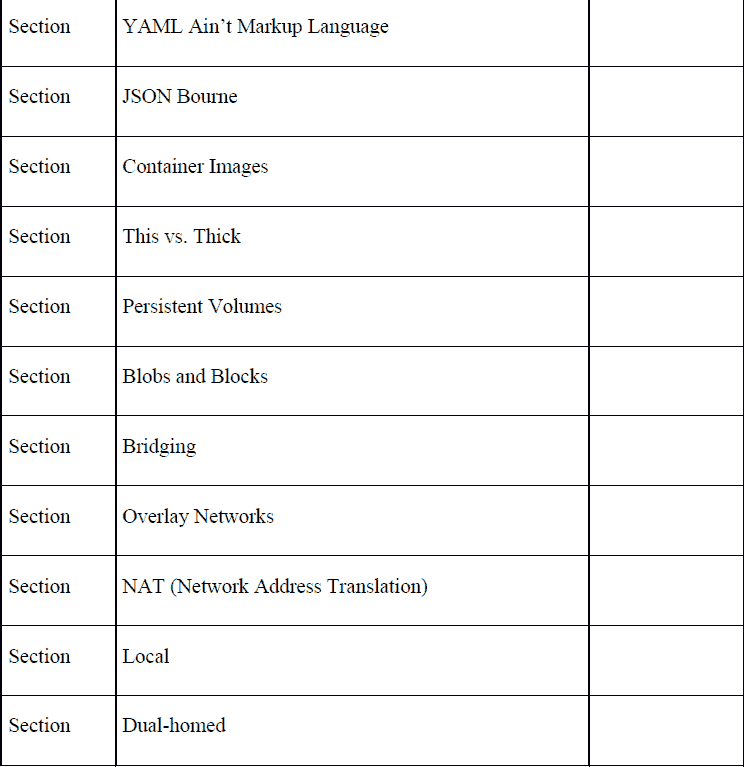 Section YAML Ain’t Markup Language
Section JSON Bourne
Section Container Images
Section This vs. Thick
Section Persistent Volumes
Section Blobs and Blocks
Section Bridging
Section Overlay Networks
Section NAT (Network Address Translation)
Section Local
Section Dual-homed